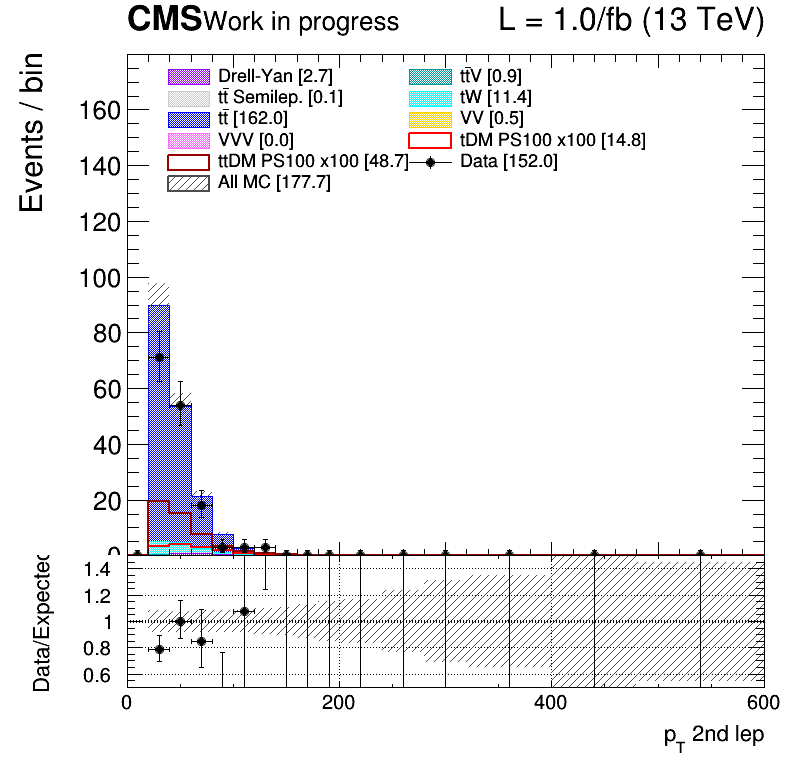 CMS Work in progress L = 1.0/fb (13 TeV)
Events / bin
Drell-Yan [2.7] tt̄V [0.9]
tt̄ Semilep. [0.1] tW [11.4]
tt̄ [162.0] VV [0.5]
VVV [0.0] tDM PS100 x100 [14.8]
ttDM PS100 x100 [48.7] Data [152.0]
All MC [177.7]
160
140
120
100
80
60
40
20
0
Data/Expected
1.4
1.2
1
0.8
0.6
0 200 400 600
p_T 2nd lep